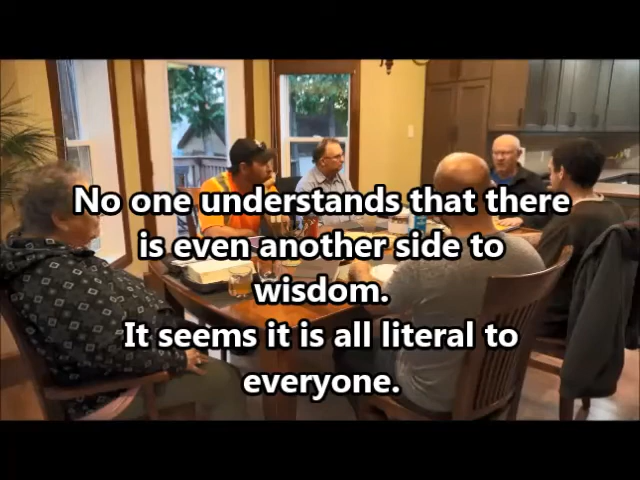 No one understands that there
is even another side to
wisdom.
It seems it is all literal to
everyone.